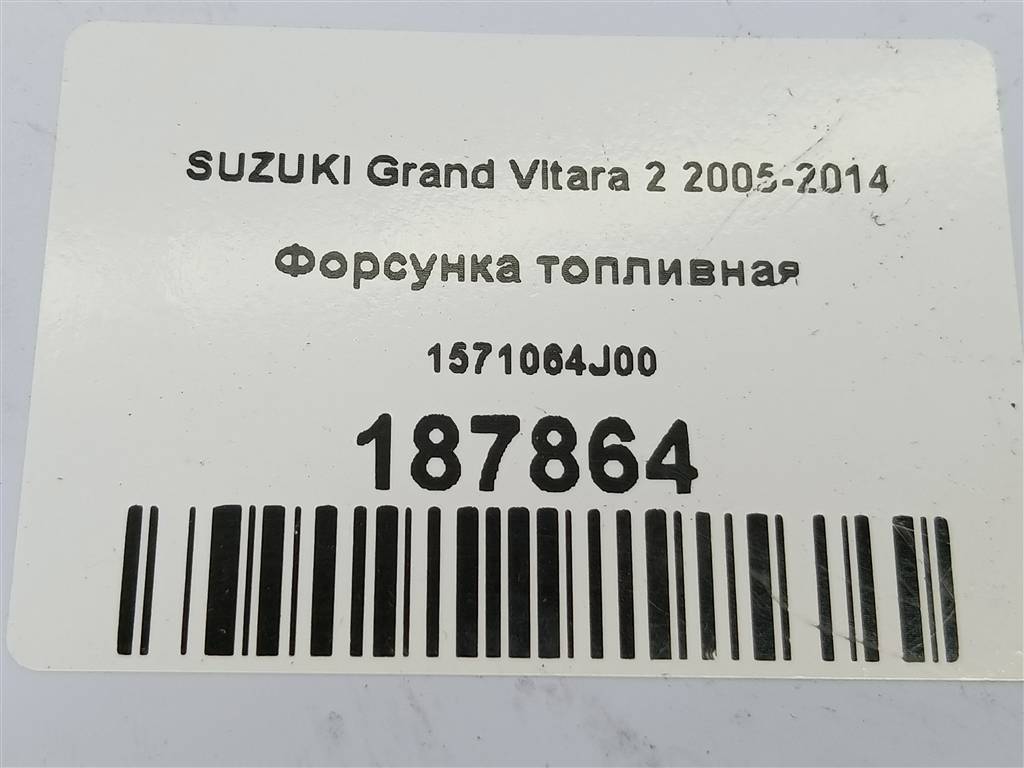 SUZUKI Grand Vitara 2 2005-2014
Форсунка топливная
1571064J00
187864